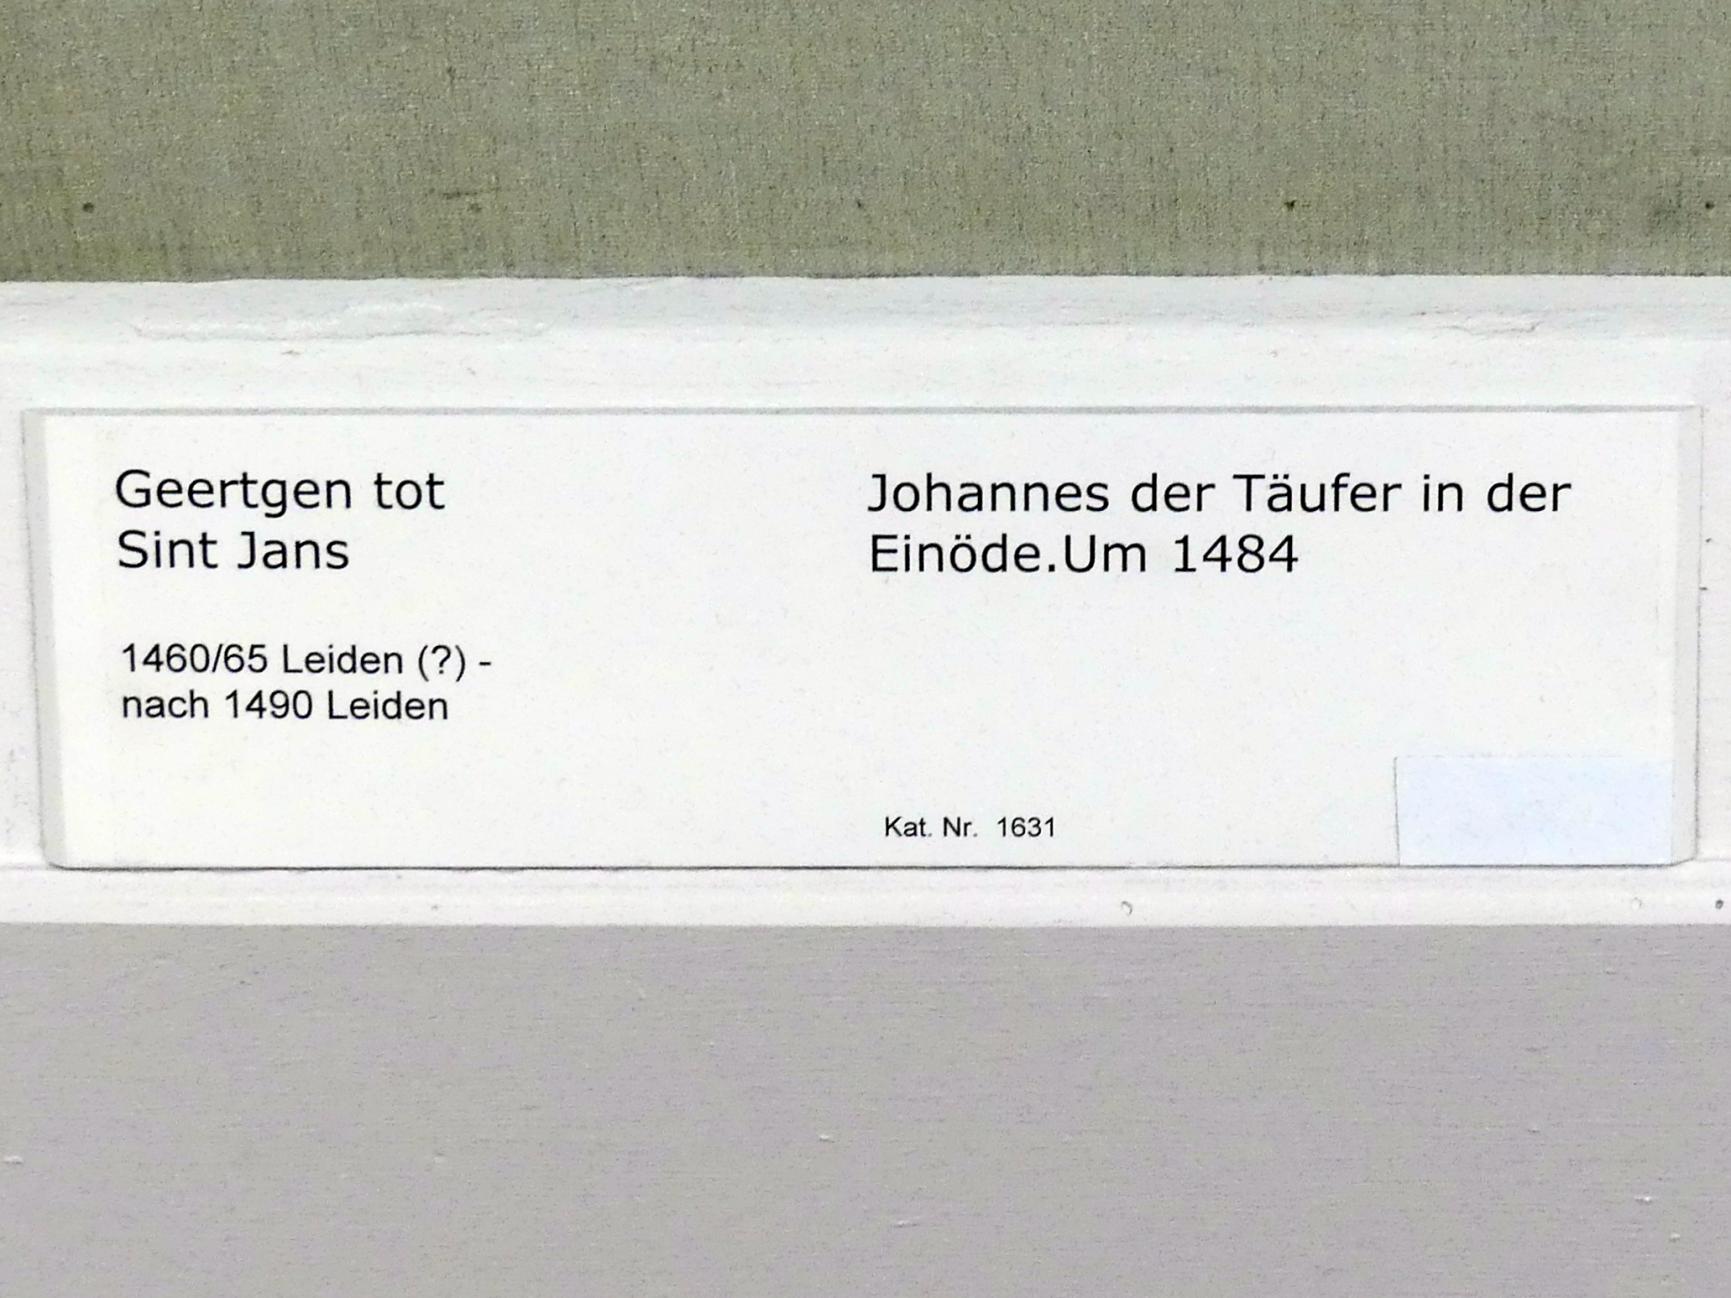 Geertgen tot
Sint Jans
1460/65 Leiden (?) -
nach 1490 Leiden
Johannes der Täufer in der
Einöde.Um 1484
Kat. Nr. 1631